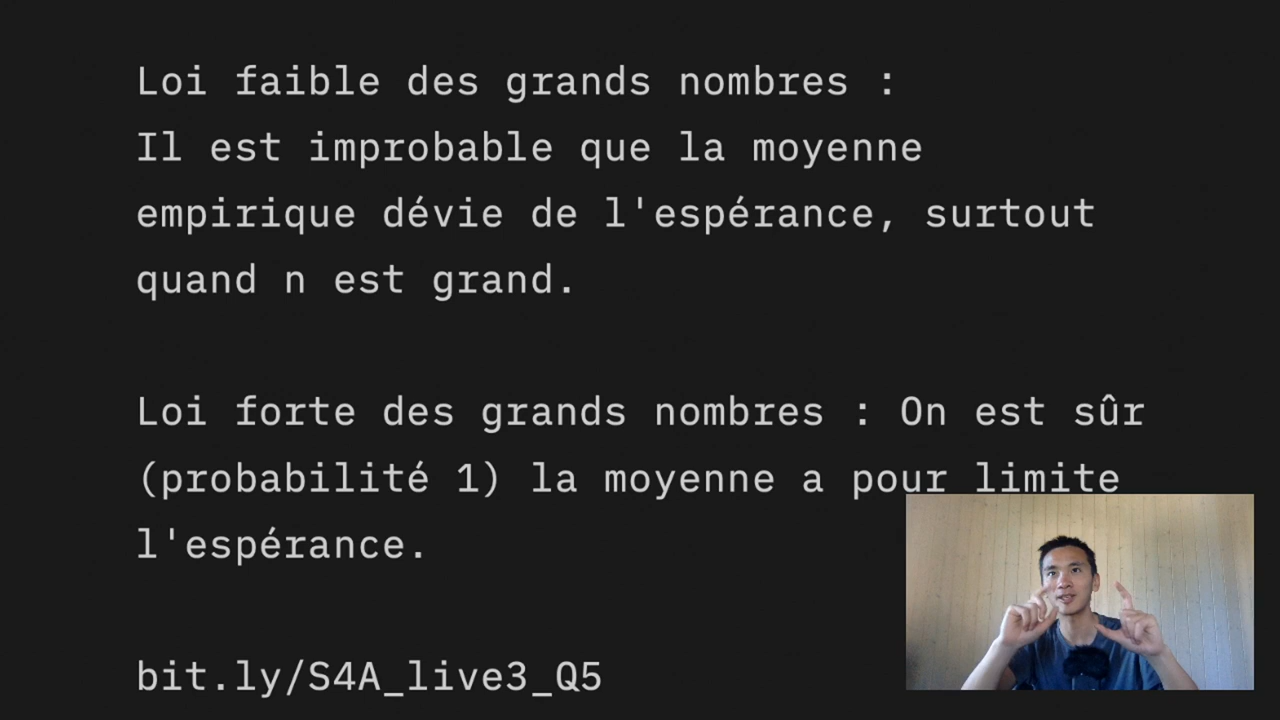 Loi faible des grands nombres :
Il est improbable que la moyenne
empirique dévie de l'espérance, surtout
quand n est grand.
Loi forte des grands nombres : On est sûr
(probabilité 1) la moyenne a pour limite
l'espérance.
bit.ly/S4A_live3_Q5